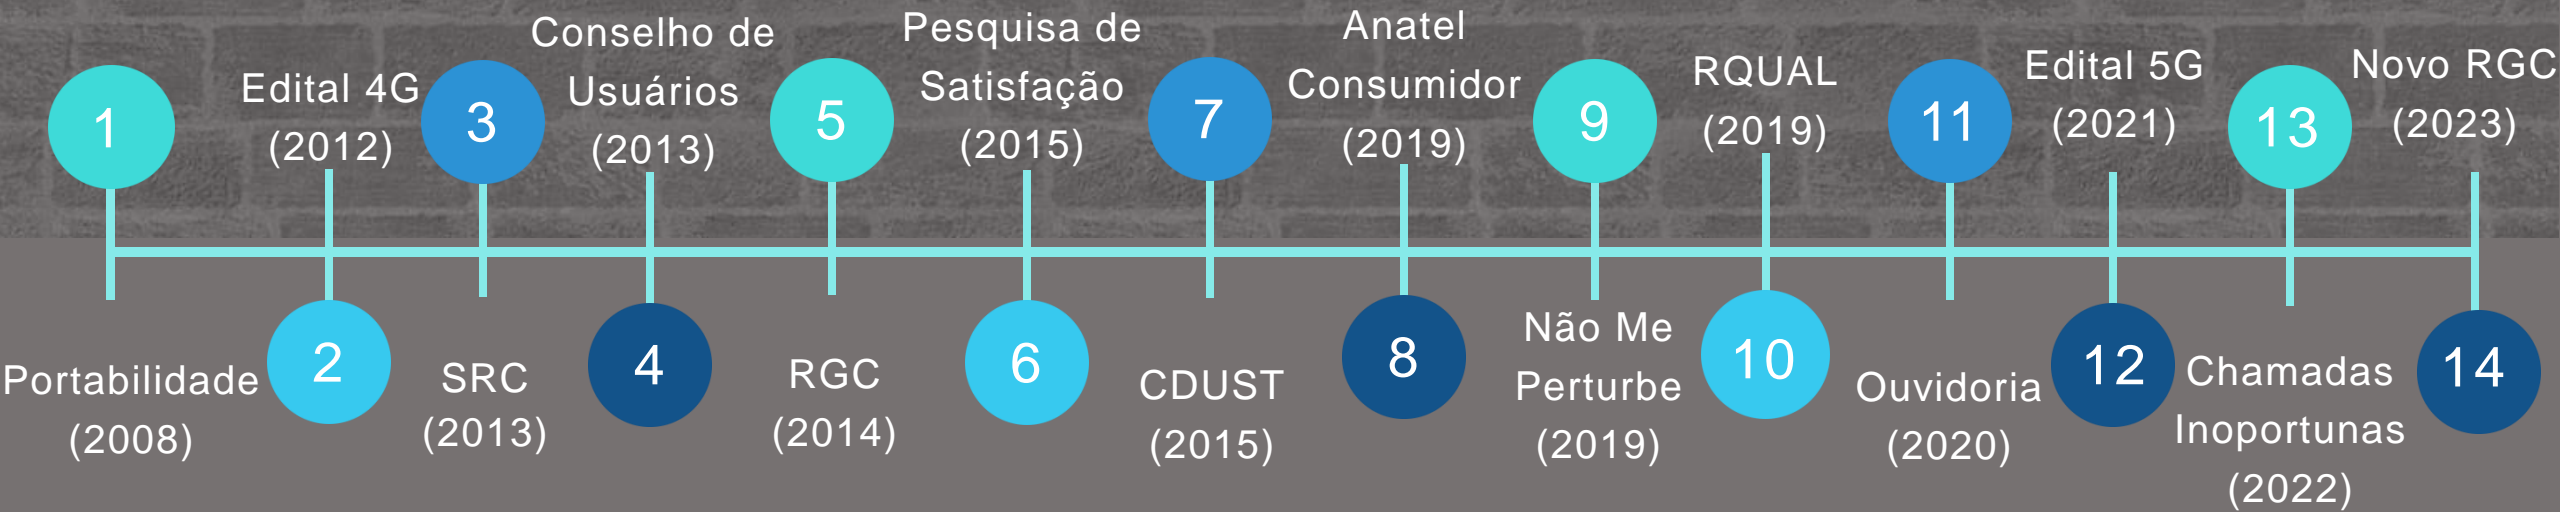 1
Portabilidade
(2008)
Edital 4G
(2012)
2
3
SRC
(2013)
Conselho de
Usuários
(2013)
4
5
RGC
(2014)
Pesquisa de
Satisfação
(2015)
6
7
CDUST
(2015)
Anatel
Consumidor
(2019)
8
9
Não Me
Perturbe
(2019)
RQUAL
(2019)
10
11
Ouvidoria
(2020)
Edital 5G
(2021)
12
13
Chamadas
Inoportunas
(2022)
Novo RGC
(2023)
14